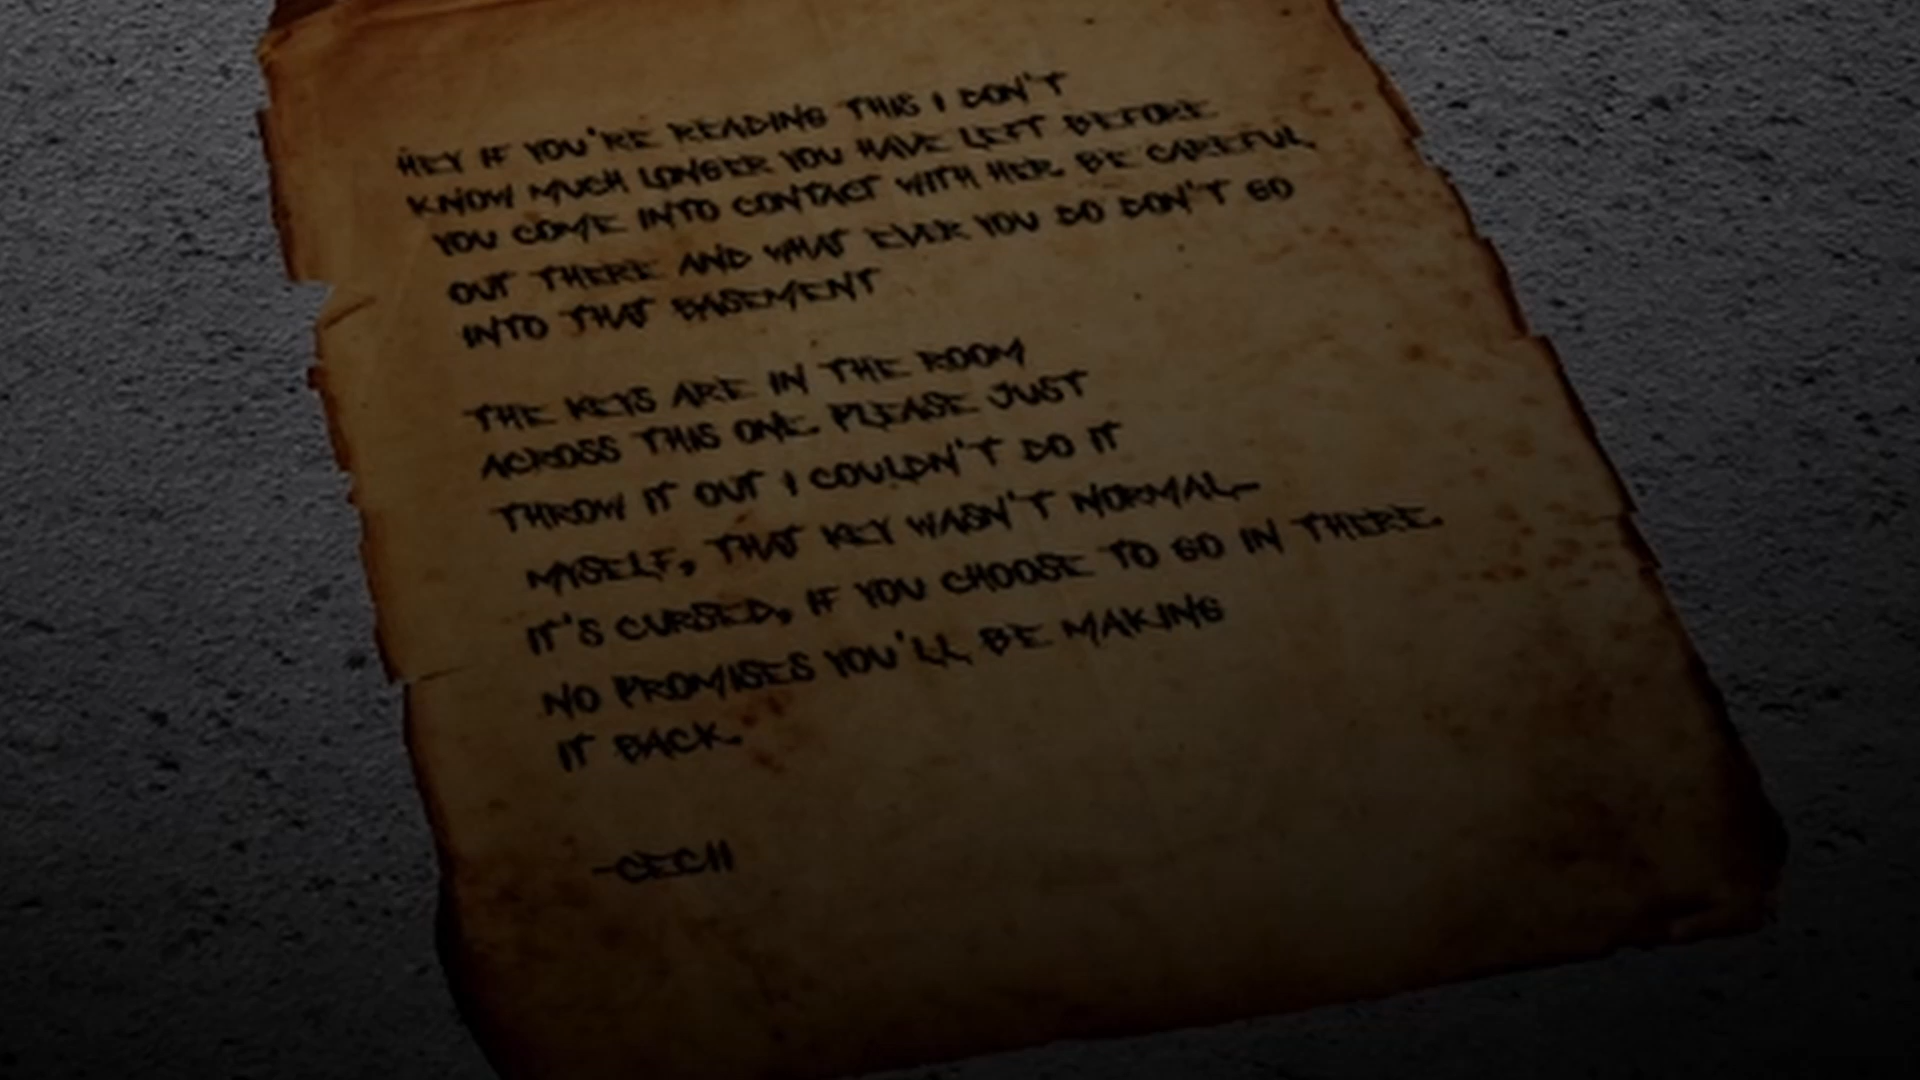 HEY IF YOU'RE READING THIS I DON'T
KNOW MUCH LONGER YOU HAVE LEFT BEFORE
YOU COME INTO CONTACT WITH HER. BE CAREFUL
OUT THERE AND WHAT EVER YOU DO DON'T GO
INTO THAT BASEMENT
THE KEYS ARE IN THE ROOM
ACROSS THIS ONE. PLEASE JUST
THROW IT OUT I COULDN'T DO IT
MYSELF, THAT KEY WASN'T NORMAL-
IT'S CURSED, IF YOU CHOOSE TO GO IN THERE.
NO PROMISES YOU'LL BE MAKING
IT BACK.